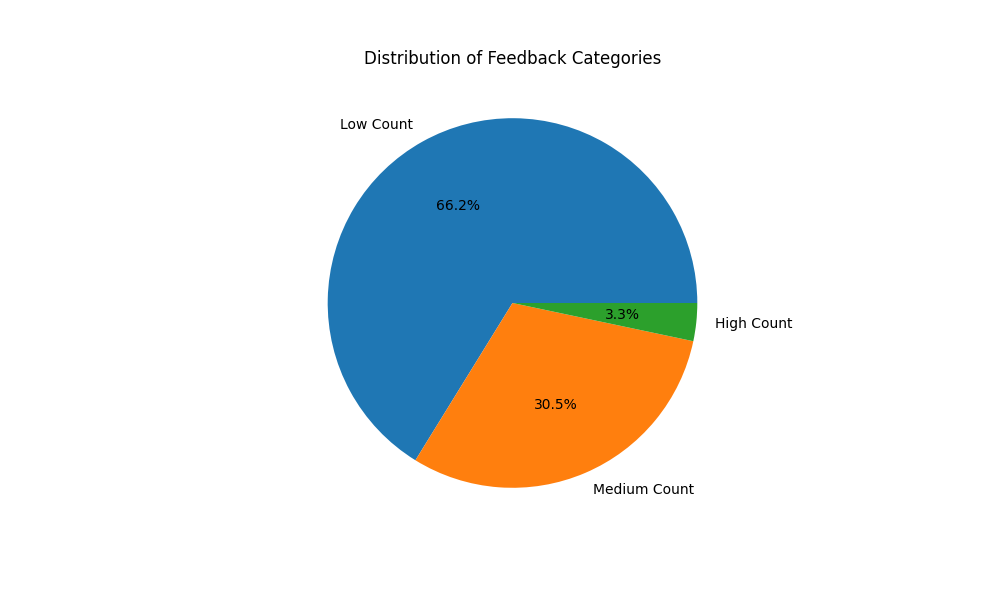 Distribution of Feedback Categories
Low Count
66.2%
3.3%
High Count
30.5%
Medium Count